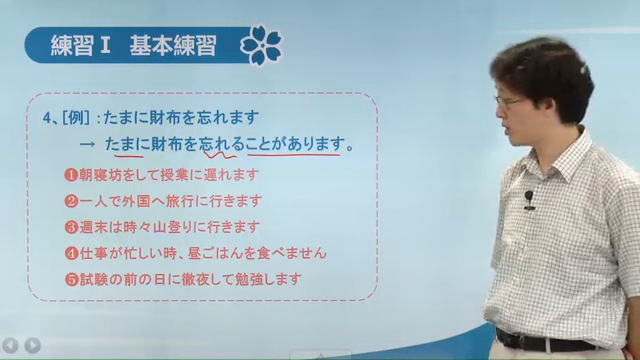 練習Ⅰ 基本練習
4、[例]：たまに財布を忘れます
→ たまに財布を忘れることがあります。
❶朝寝坊をして授業に遅れます
❷一人で外国へ旅行に行きます
❸週末は時々山登りに行きます
❹仕事が忙しい時、昼ごはんを食べません
❺試験の前の日に徹夜して勉強します